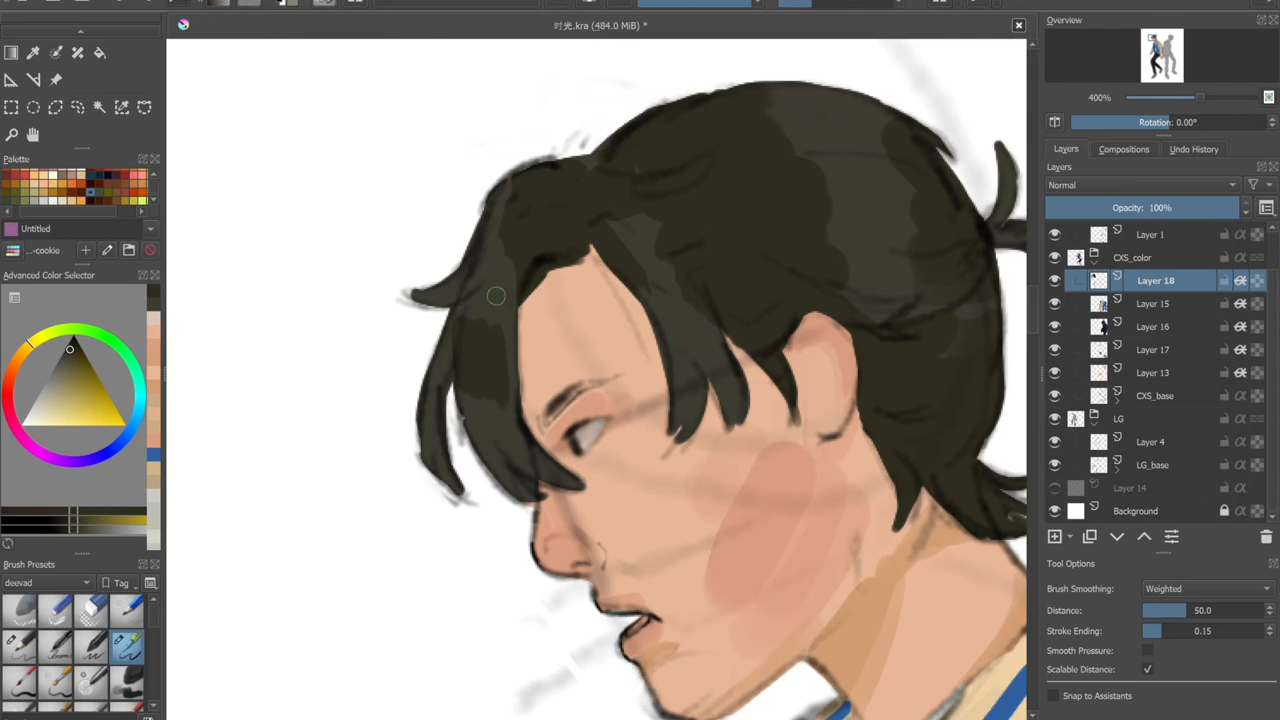 时光.kra (484.0 MiB) *
Overview
400%
Rotation: 0.00°
Layers
Compositions
Undo History
Layers
Normal
Opacity: 100%
Layer 1
CXS_color
Layer 18
Layer 15
Layer 16
Layer 17
Layer 13
CXS_base
LG
Layer 4
LG_base
Layer 14
Background
Tool Options
Brush Smoothing:
Weighted
Distance:
50.0
Stroke Ending:
0.15
Smooth Pressure:
Scalable Distance:
Snap to Assistants
Palette
Untitled
...-cookie
Advanced Color Selector
Brush Presets
deevad
Tag